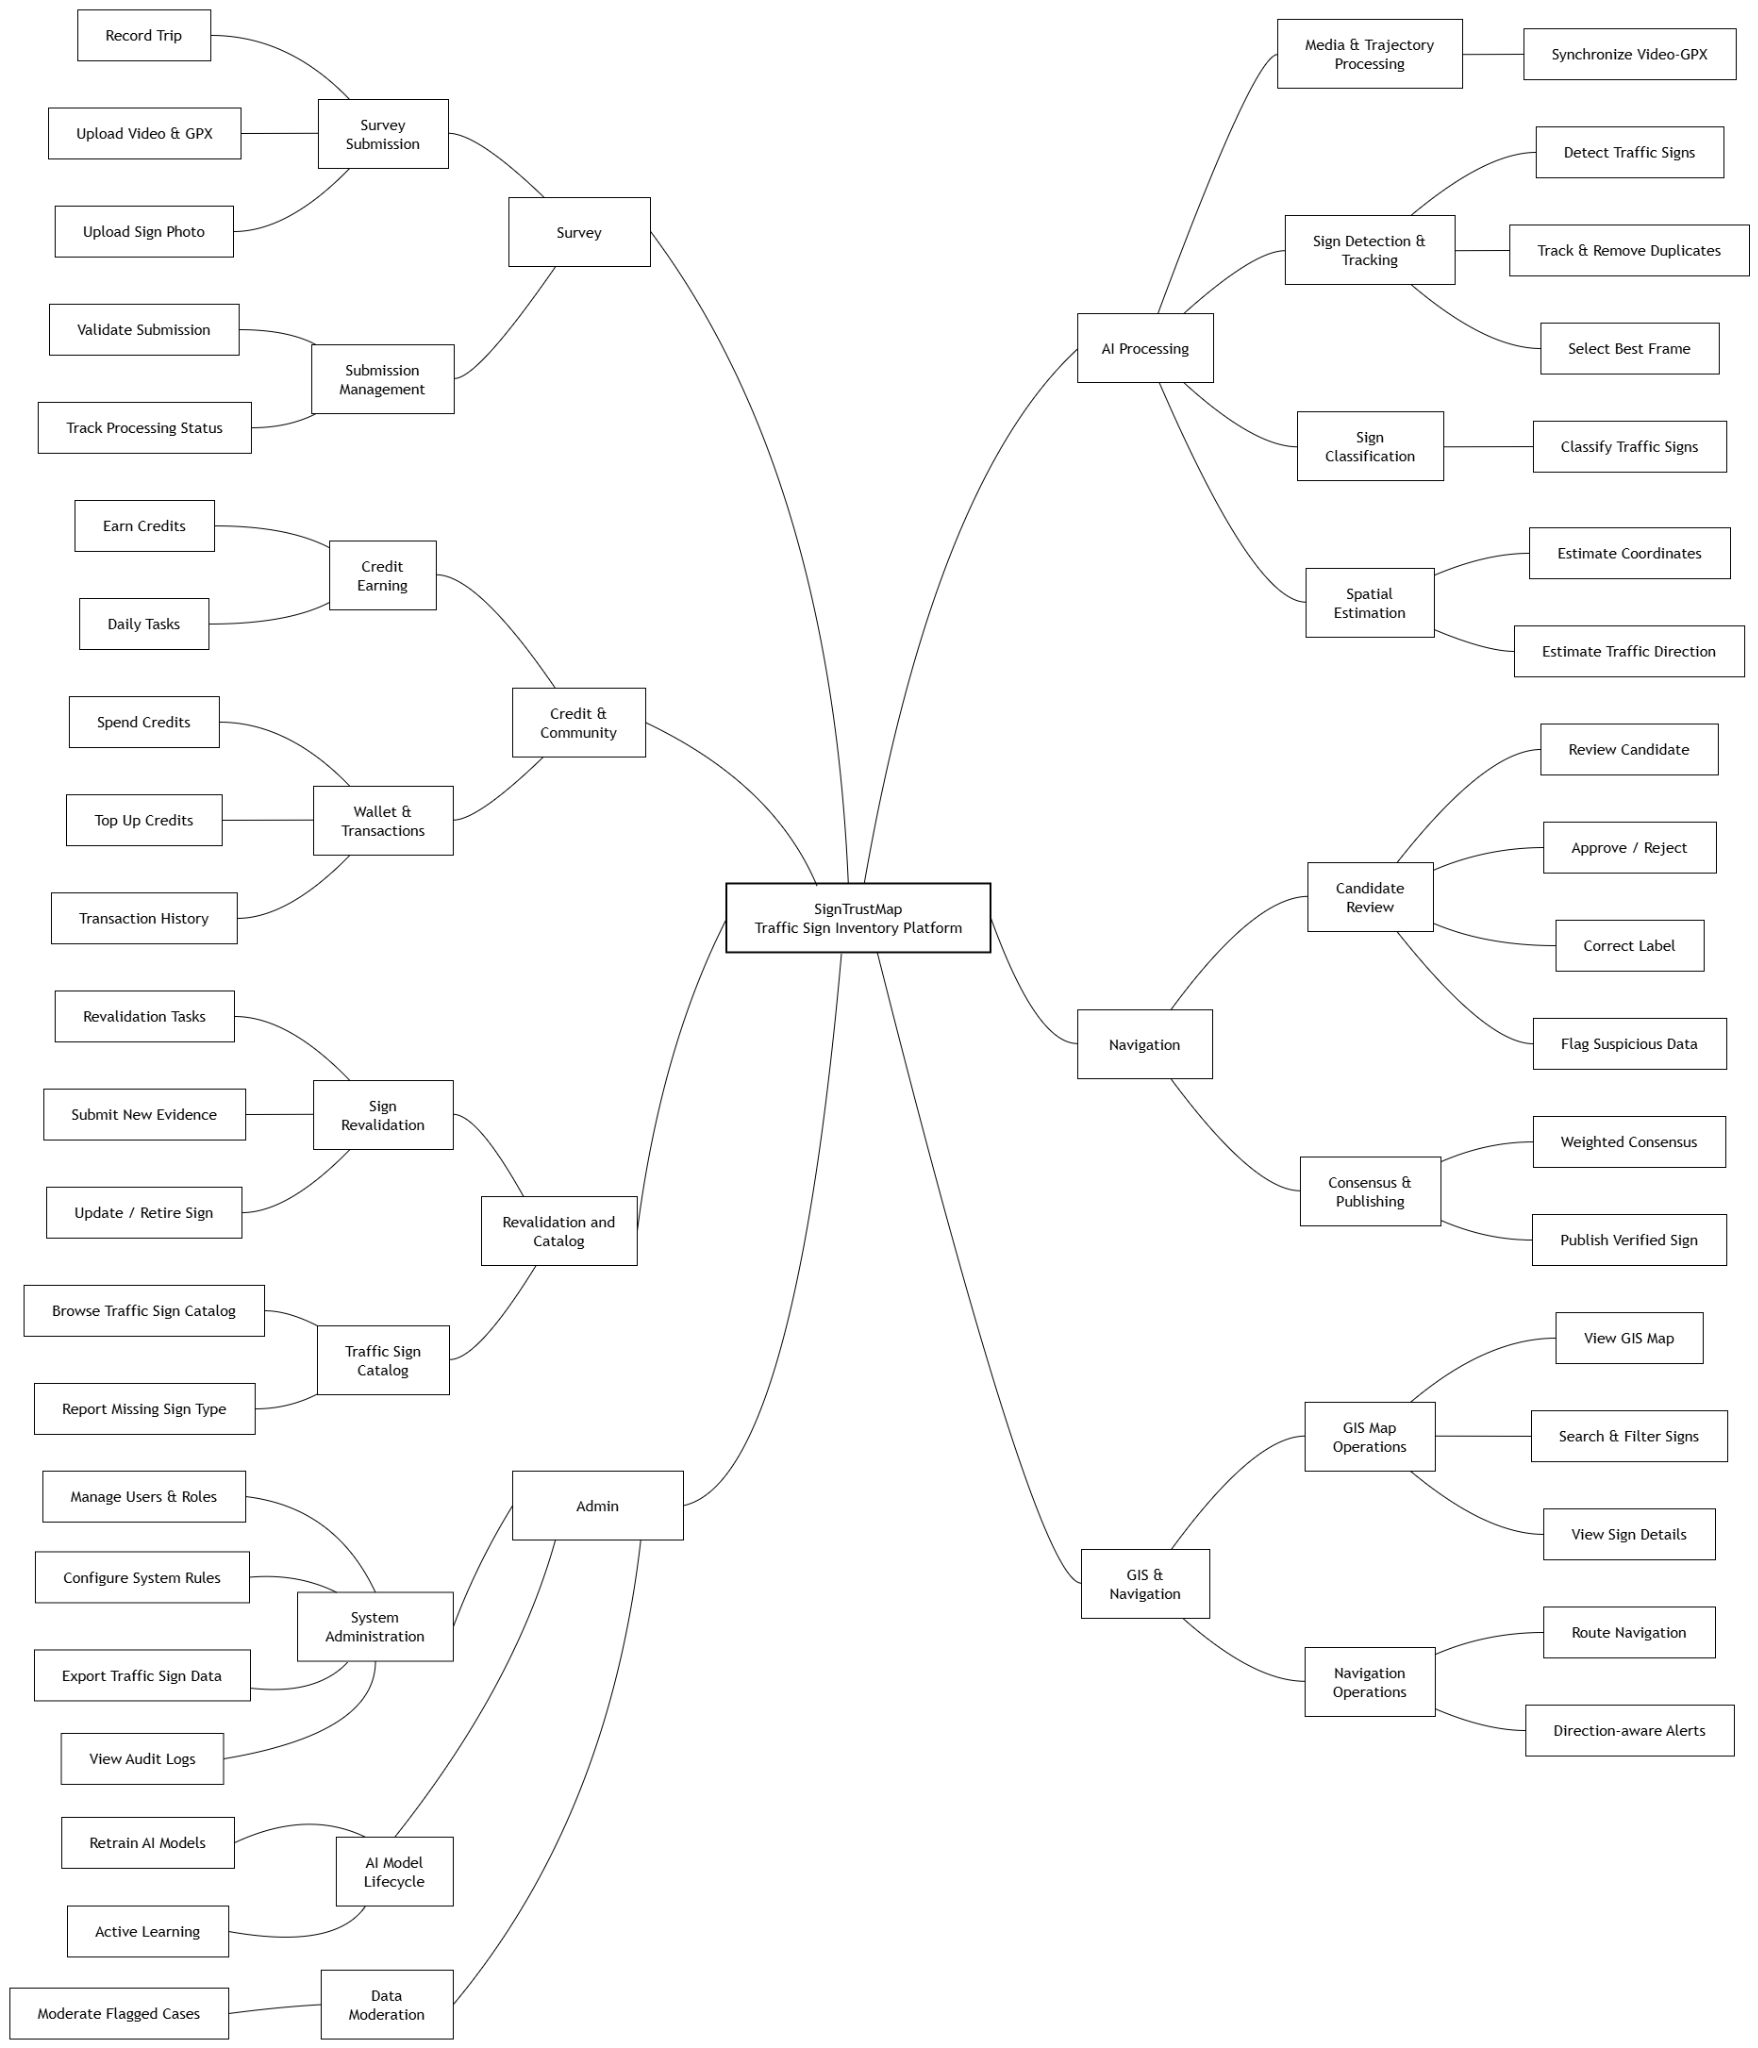 Record Trip
Upload Video & GPX
Upload Sign Photo
Survey
Submission
Validate Submission
Track Processing Status
Submission
Management
Survey
Earn Credits
Daily Tasks
Credit
Earning
Spend Credits
Top Up Credits
Transaction History
Wallet &
Transactions
Credit &
Community
Revalidation Tasks
Submit New Evidence
Update / Retire Sign
Sign
Revalidation
Browse Traffic Sign Catalog
Report Missing Sign Type
Traffic Sign
Catalog
Revalidation and
Catalog
Manage Users & Roles
Configure System Rules
Export Traffic Sign Data
View Audit Logs
System
Administration
Retrain AI Models
Active Learning
AI Model
Lifecycle
Moderate Flagged Cases
Data
Moderation
Admin
SignTrustMap
Traffic Sign Inventory Platform
AI Processing
Media & Trajectory
Processing
Synchronize Video-GPX
Sign Detection &
Tracking
Detect Traffic Signs
Track & Remove Duplicates
Select Best Frame
Sign
Classification
Classify Traffic Signs
Spatial
Estimation
Estimate Coordinates
Estimate Traffic Direction
Navigation
Candidate
Review
Review Candidate
Approve / Reject
Correct Label
Flag Suspicious Data
Consensus &
Publishing
Weighted Consensus
Publish Verified Sign
GIS &
Navigation
GIS Map
Operations
View GIS Map
Search & Filter Signs
View Sign Details
Navigation
Operations
Route Navigation
Direction-aware Alerts